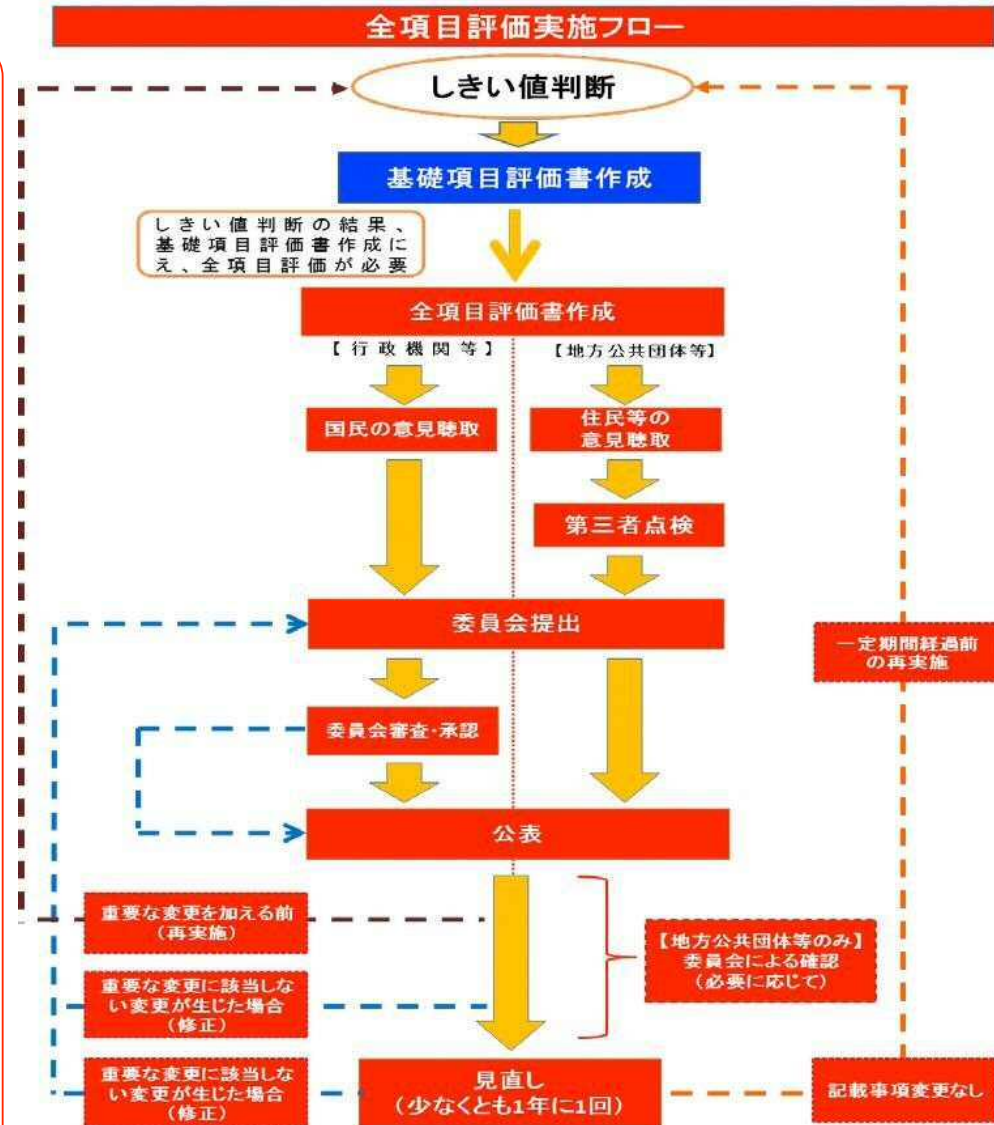 全項目評価実施フロー
しきい値判断
基礎項目評価書作成
しきい値判断の結果、
基礎項目評価書作成に
え、全項目評価が必要
全項目評価書作成
【行政機関等】
【地方公共団体等】
国民の意見聴取
住民等の
意見聴取
第三者点検
委員会提出
一定期間経過前
の再実施
委員会審査・承認
公表
重要な変更を加える前
(再実施)
【地方公共団体等のみ】
委員会による確認
(必要に応じて)
重要な変更に該当しな
い変更が生じた場合
(修正)
重要な変更に該当しな
い変更が生じた場合
(修正)
見直し
(少なくとも1年に1回)
記載事項変更なし